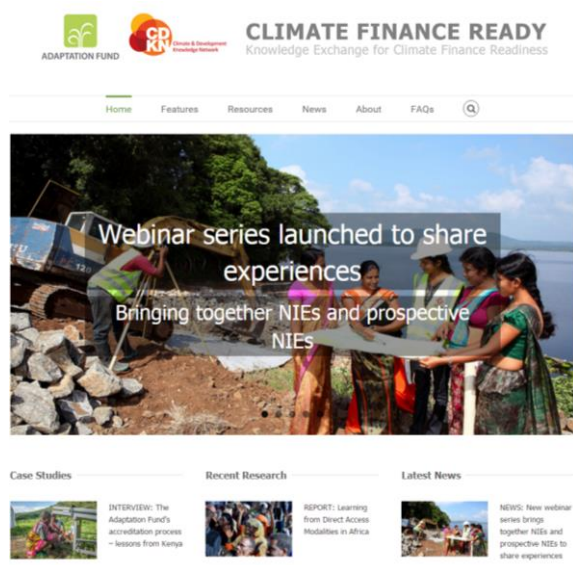 ADAPTATION FUND
CDKN
Climate & Development
Knowledge Network
CLIMATE FINANCE READY
Knowledge Exchange for Climate Finance Readiness
Home Features Resources News About FAQs
Webinar series launched to share
experiences
Bringing together NIEs and prospective
NIEs
120
Case Studies
INTERVIEW: The
Adaptation Fund's
accreditation process
– lessons from Kenya
Recent Research
REPORT: Learning
from Direct Access
Modalities in Africa
Latest News
NEWS: New webinar
series brings
together NIEs and
prospective NIEs to
share experiences